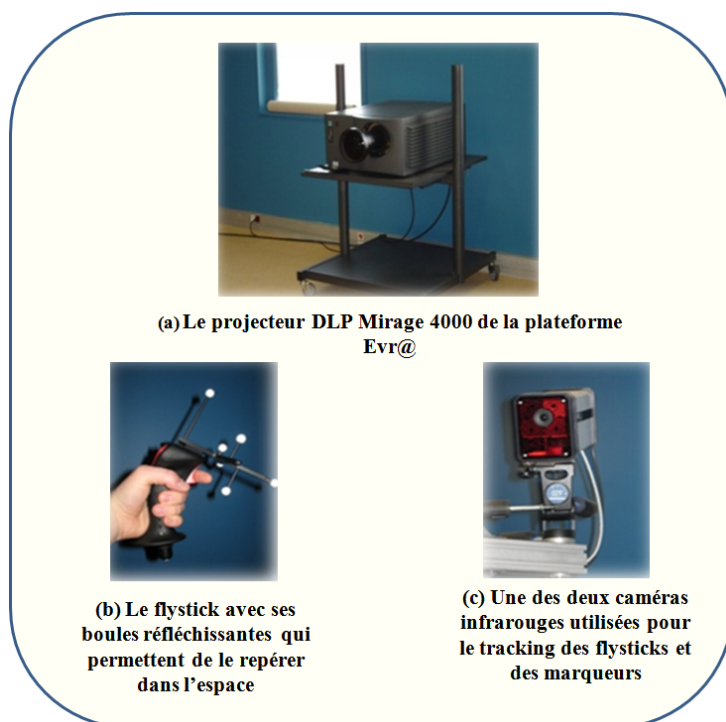 (a) Le projecteur DLP Mirage 4000 de la plateforme
Evr@
(b) Le flystick avec ses
boules réfléchissantes qui
permettent de le repérer
dans l’espace
(c) Une des deux caméras
infrarouges utilisées pour
le tracking des flysticks et
des marqueurs